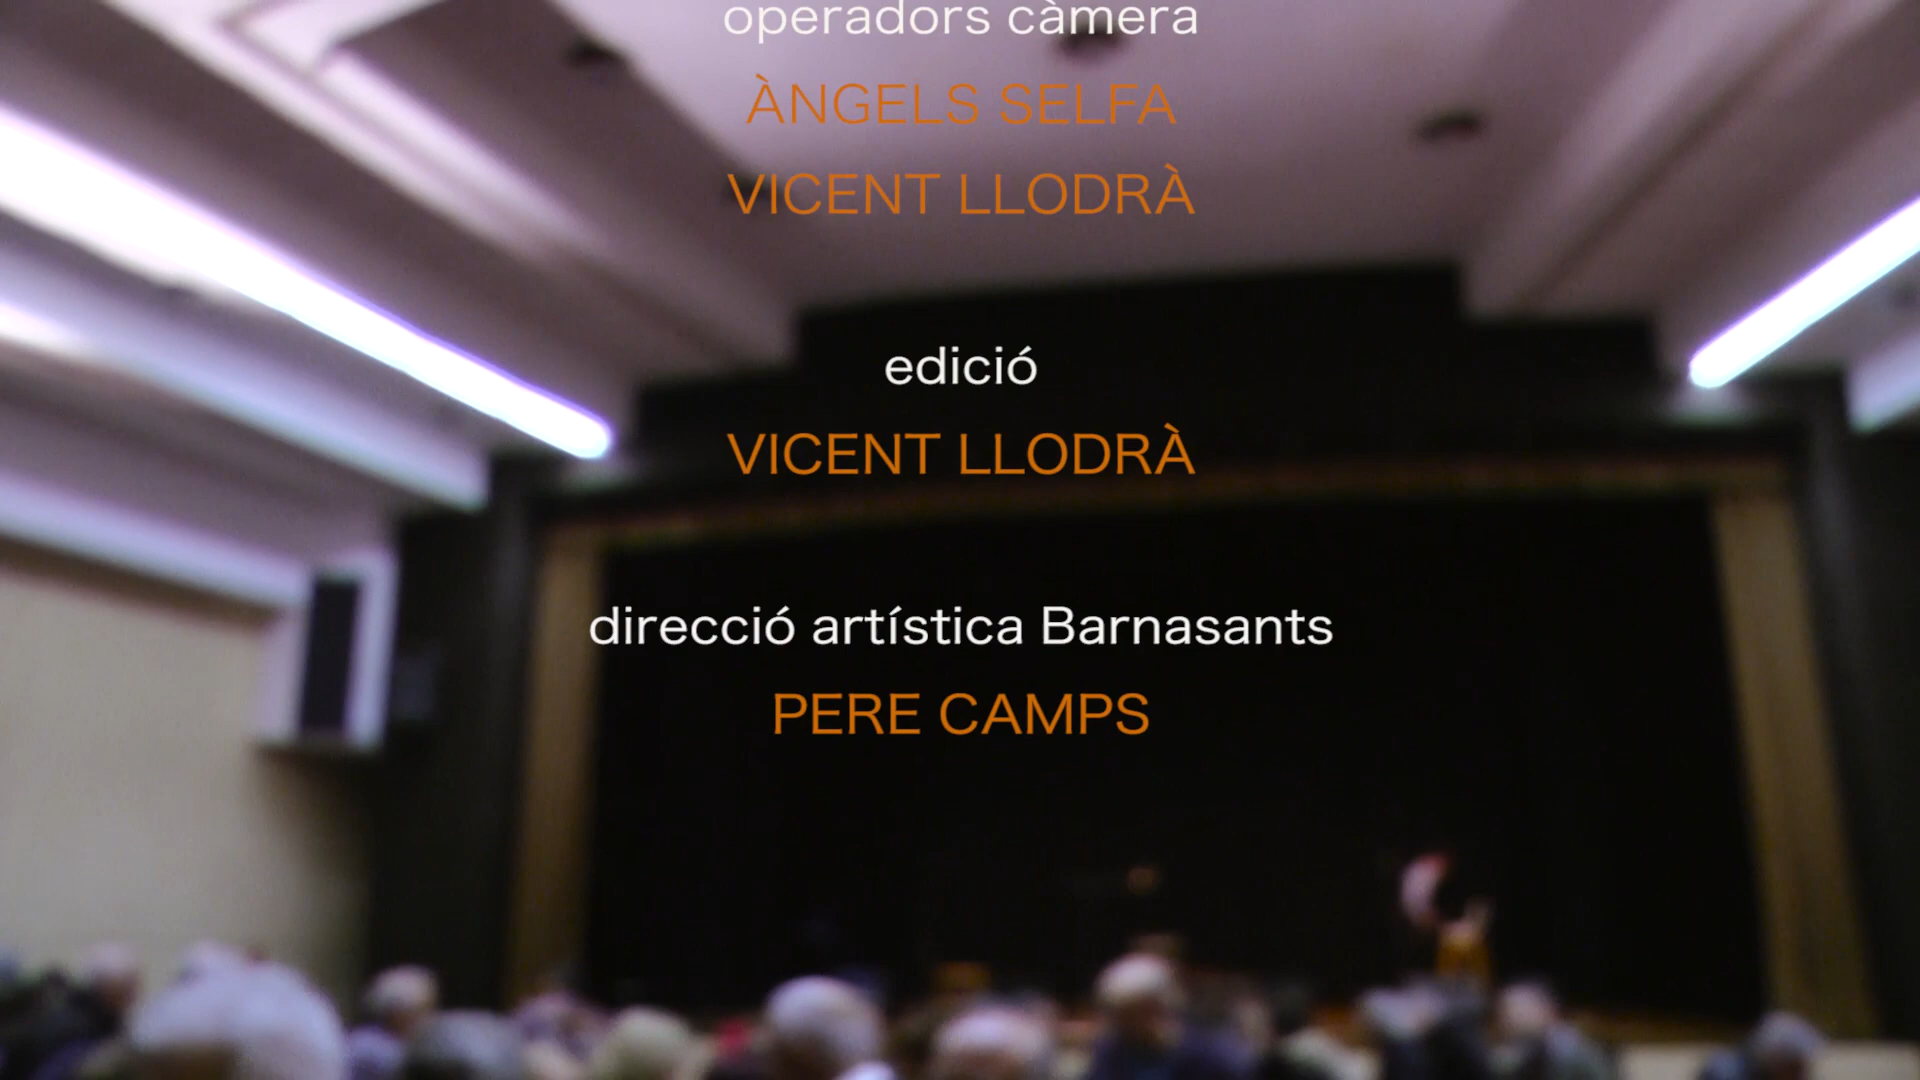 operadors càmera
ÀNGELS SELFA
VICENT LLODRÀ
edició
VICENT LLODRÀ
direcció artística Barnasants
PERE CAMPS